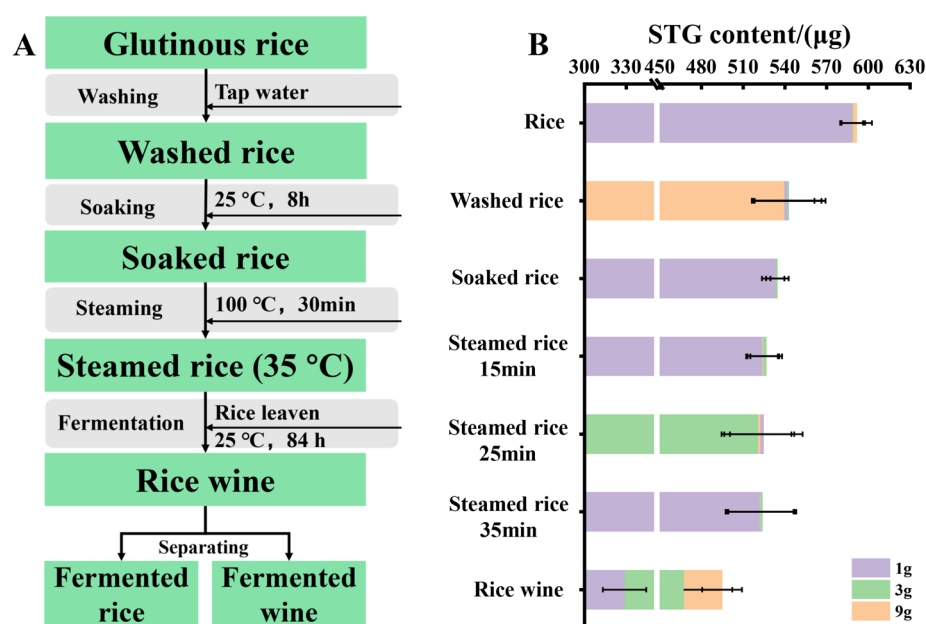 A
Glutinous rice
Washing
Tap water
Washed rice
Soaking
25 ℃，8h
Soaked rice
Steaming
100 ℃，30min
Steamed rice (35 ℃)
Fermentation
Rice leaven
25 ℃，84 h
Rice wine
Separating
Fermented rice
Fermented wine
B
STG content/(μg)
300 330 450 480 510 540 570 600 630
Rice
Washed rice
Soaked rice
Steamed rice
15min
Steamed rice
25min
Steamed rice
35min
Rice wine
1g
3g
9g